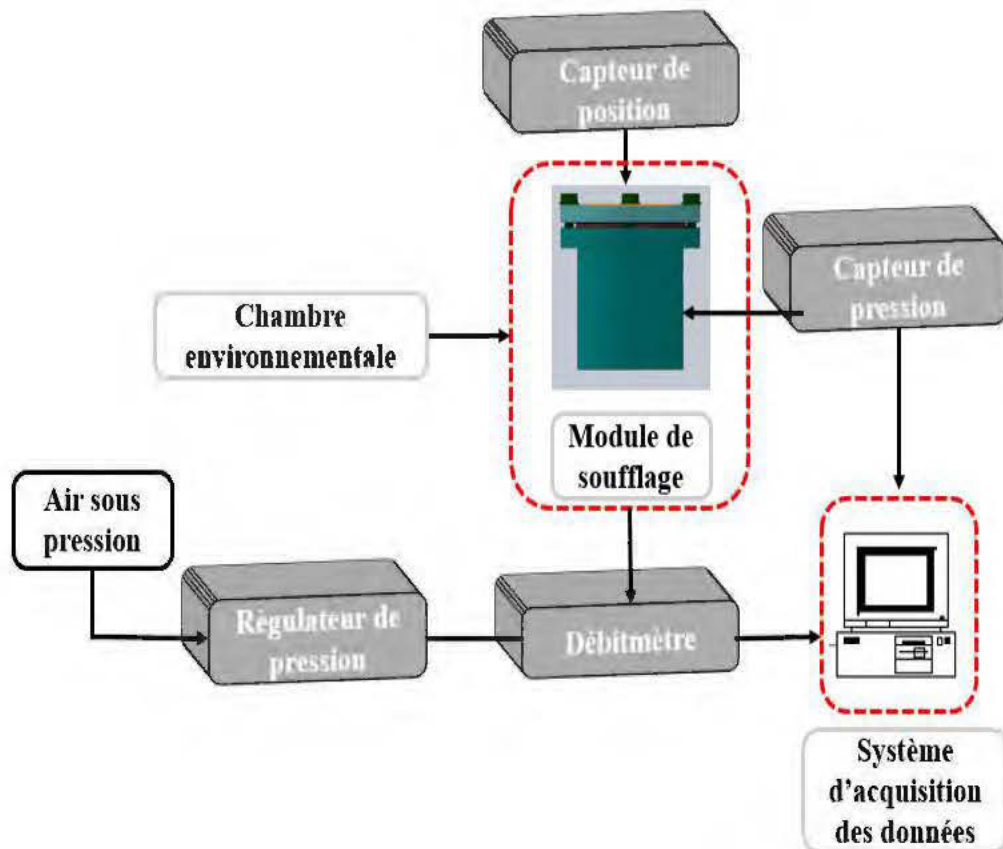 Capteur de
position
Capteur de
pression
Chambre
environnementale
Module de
soufflage
Air sous
pression
Régulateur de
pression
Débitmètre
Système
d'acquisition
des données